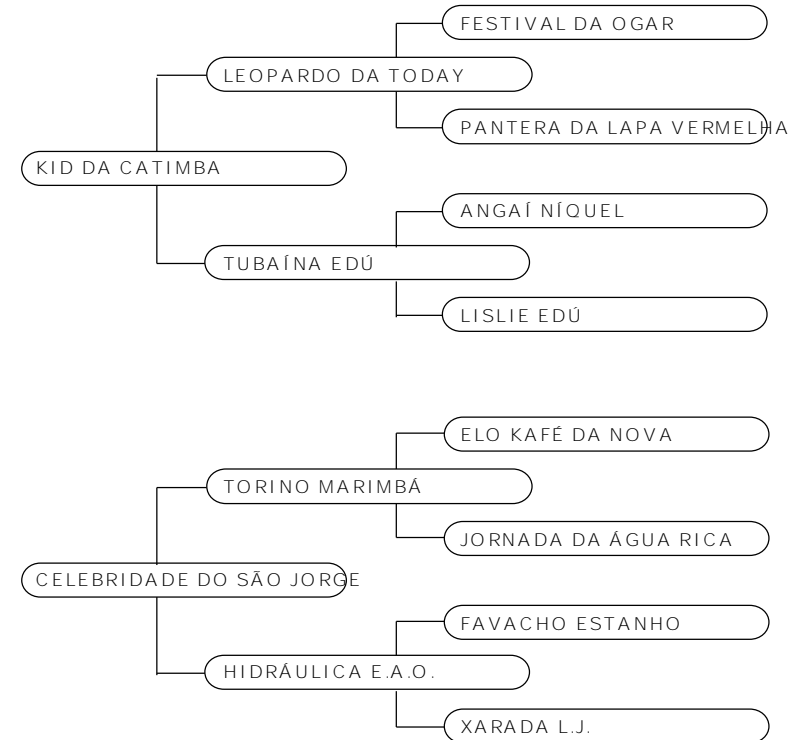 FESTIVAL DA OGAR
LEOPARDO DA TODAY
PANTERA DA LAPA VERMELHA
KID DA CATIMBA
ANGAÍ NÍQUEL
TUBAÍNA EDÚ
LISLIE EDÚ
ELO KAFÉ DA NOVA
TORINO MARIMBÁ
JORNADA DA ÁGUA RICA
CELEBRIDADE DO SÃO JORGE
FAVACHO ESTANHO
HIDRÁULICA E.A.O.
XARADA L.J.